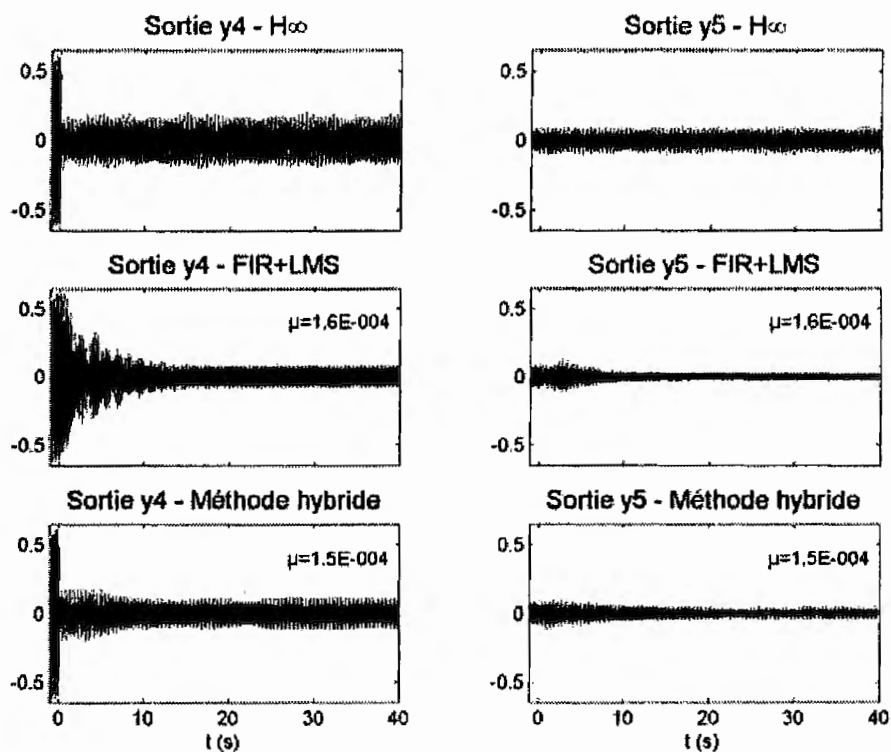 Sortie y4 - H∞
Sortie y5 - H∞
0.5
0
-0.5
0.5
0
-0.5
Sortie y4 - FIR+LMS
Sortie y5 - FIR+LMS
0.5
0
-0.5
µ=1,6E-004
0.5
0
-0.5
µ=1,6E-004
Sortie y4 - Méthode hybride
Sortie y5 - Méthode hybride
0.5
0
-0.5
µ=1.5E-004
0.5
0
-0.5
µ=1,5E-004
0 10 20 30 40
t (s)
0 10 20 30 40
t (s)